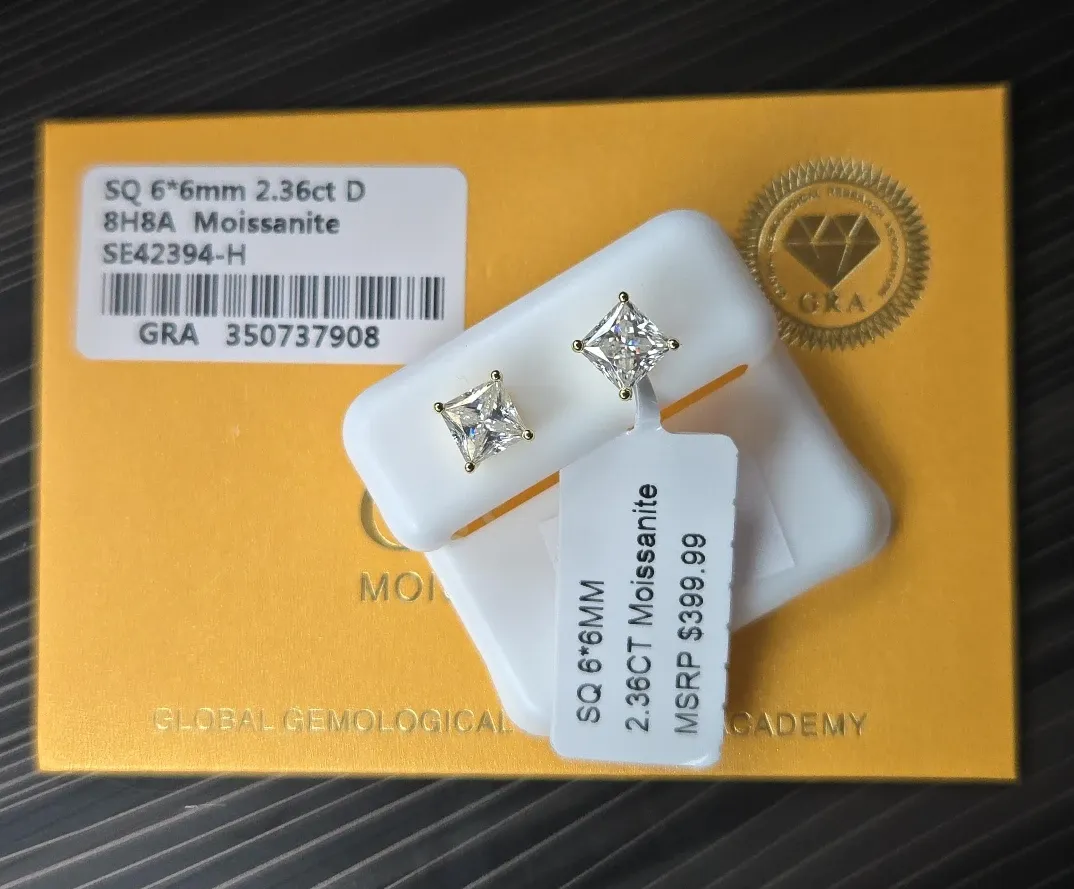 SQ 6*6mm 2.36ct D
8H8A Moissanite
SE42394-H
GRA 350737908
GRA
SQ 6*6MM
2.36CT Moissanite
MSRP $399.99
GLOBAL GEMOLOGICAL